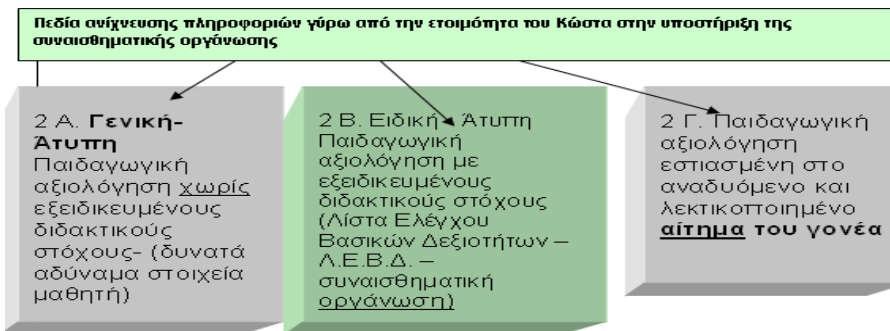 Πεδία ανίχνευσης πληροφοριών γύρω από την ετοιμότητα του Κώστα στην υποστήριξη της
συναισθηματικής οργάνωσης
2 Α. Γενική-
Άτυπη
Παιδαγωγική
αξιολόγηση χωρίς
εξειδικευμένους
διδακτικούς
στόχους- (δυνατά
αδύναμα στοιχεία
μαθητή)
2 Β. Ειδική - Άτυπη
Παιδαγωγική
αξιολόγηση με
εξειδικευμένους
διδακτικούς στόχους
(Λίστα Ελέγχου
Βασικών Δεξιοτήτων –
Λ.Ε.Β.Δ. –
συναισθηματική
οργάνωση)
2 Γ. Παιδαγωγική
αξιολόγηση
εστιασμένη στο
αναδυόμενο και
λεκτικοποιημένο
αίτημα του γονέα